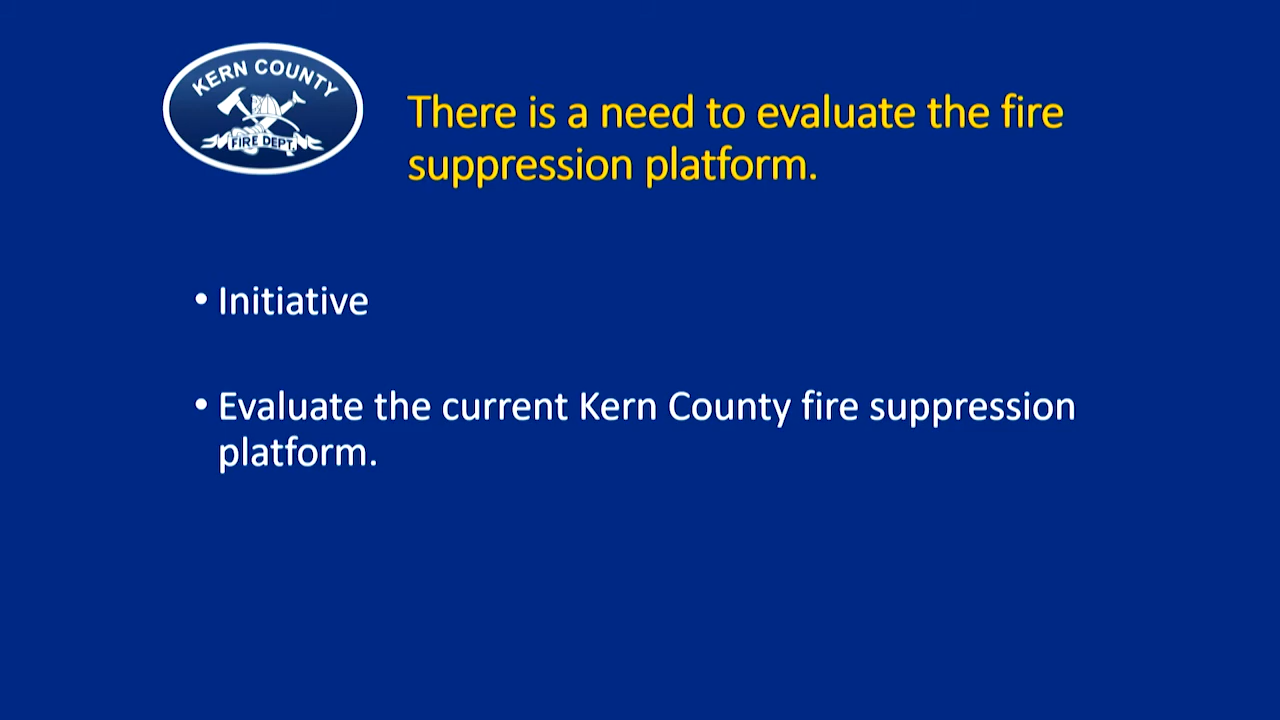 KERN COUNTY
FIRE DEPT.
There is a need to evaluate the fire
suppression platform.
• Initiative
• Evaluate the current Kern County fire suppression
platform.